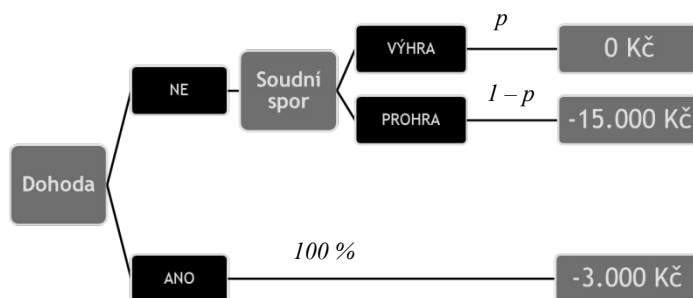 p
VÝHRA
0 Kč
NE
Soudní
spor
1 – p
PROHRA
-15.000 Kč
Dohoda
100 %
ANO
-3.000 Kč